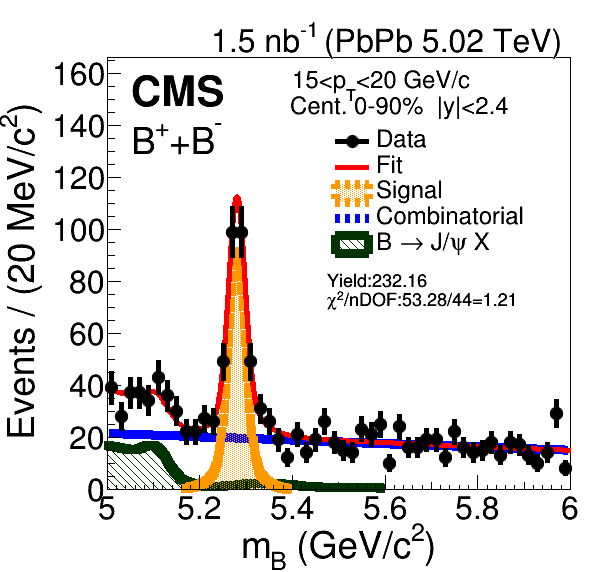 1.5 nb⁻¹ (PbPb 5.02 TeV)
CMS
B⁺+B⁻
15<p_T<20 GeV/c
Cent. 0-90% |y|<2.4
Data
Fit
Signal
Combinatorial
B → J/ψ X
Yield:232.16
χ²/nDOF:53.28/44=1.21
Events / (20 MeV/c²)
160
140
120
100
80
60
40
20
0
5 5.2 5.4 5.6 5.8 6
m_B (GeV/c²)